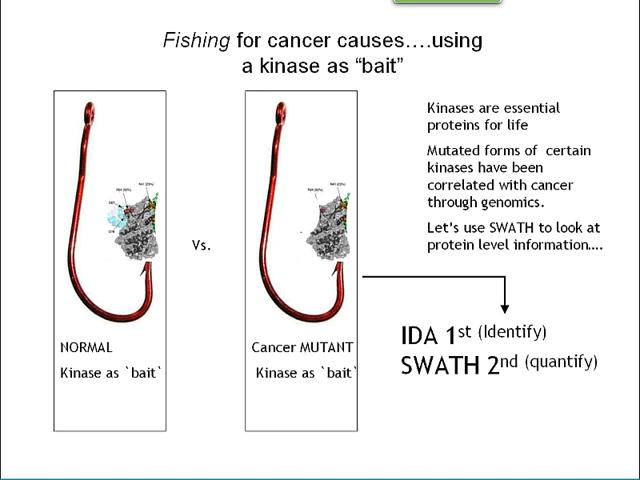 Fishing for cancer causes….using
a kinase as “bait”
Kinases are essential
proteins for life
Mutated forms of certain
kinases have been
correlated with cancer
through genomics.
Let's use SWATH to look at
protein level information….
Vs.
NORMAL
Kinase as `bait`
Cancer MUTANT
Kinase as `bait`
IDA 1st (Identify)
SWATH 2nd (quantify)